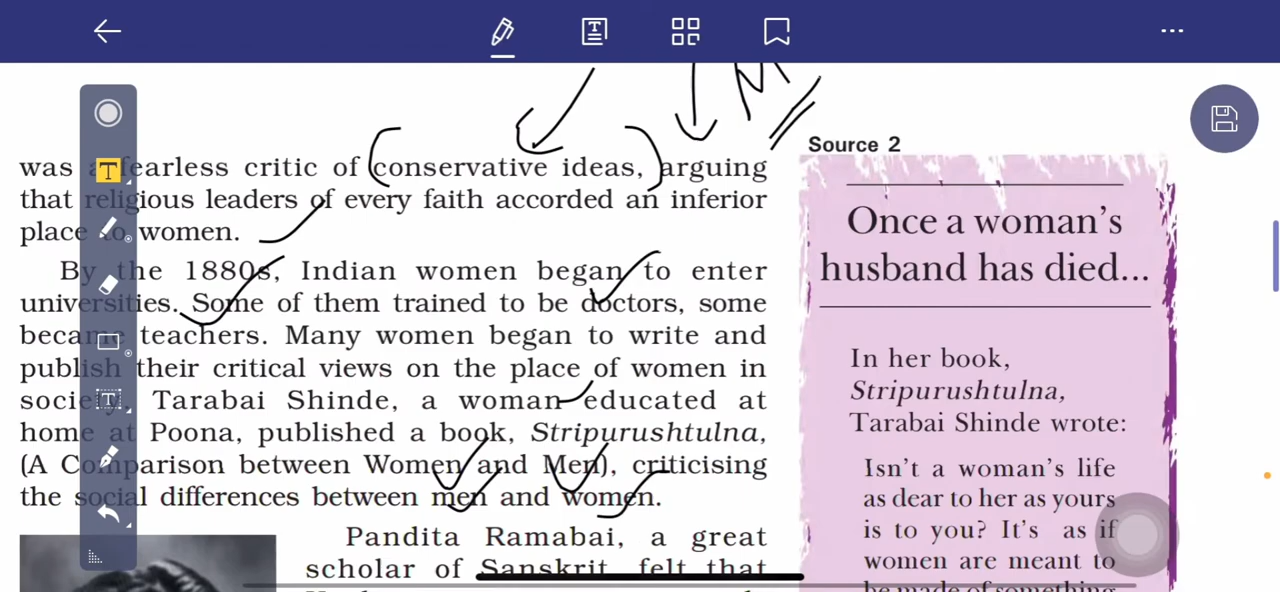 was a fearless critic of conservative ideas, arguing
that religious leaders of every faith accorded an inferior
place to women.
By the 1880s, Indian women began to enter
universities. Some of them trained to be doctors, some
became teachers. Many women began to write and
publish their critical views on the place of women in
society. Tarabai Shinde, a woman educated at
home at Poona, published a book, Stripurushtulna,
(A Comparison between Women and Men), criticising
the social differences between men and women.
Pandita Ramabai, a great
scholar of Sanskrit, felt that
Source 2
Once a woman's
husband has died...
In her book,
Stripurushtulna,
Tarabai Shinde wrote:
Isn't a woman's life
as dear to her as yours
is to you? It's as if
women are meant to
be made of something